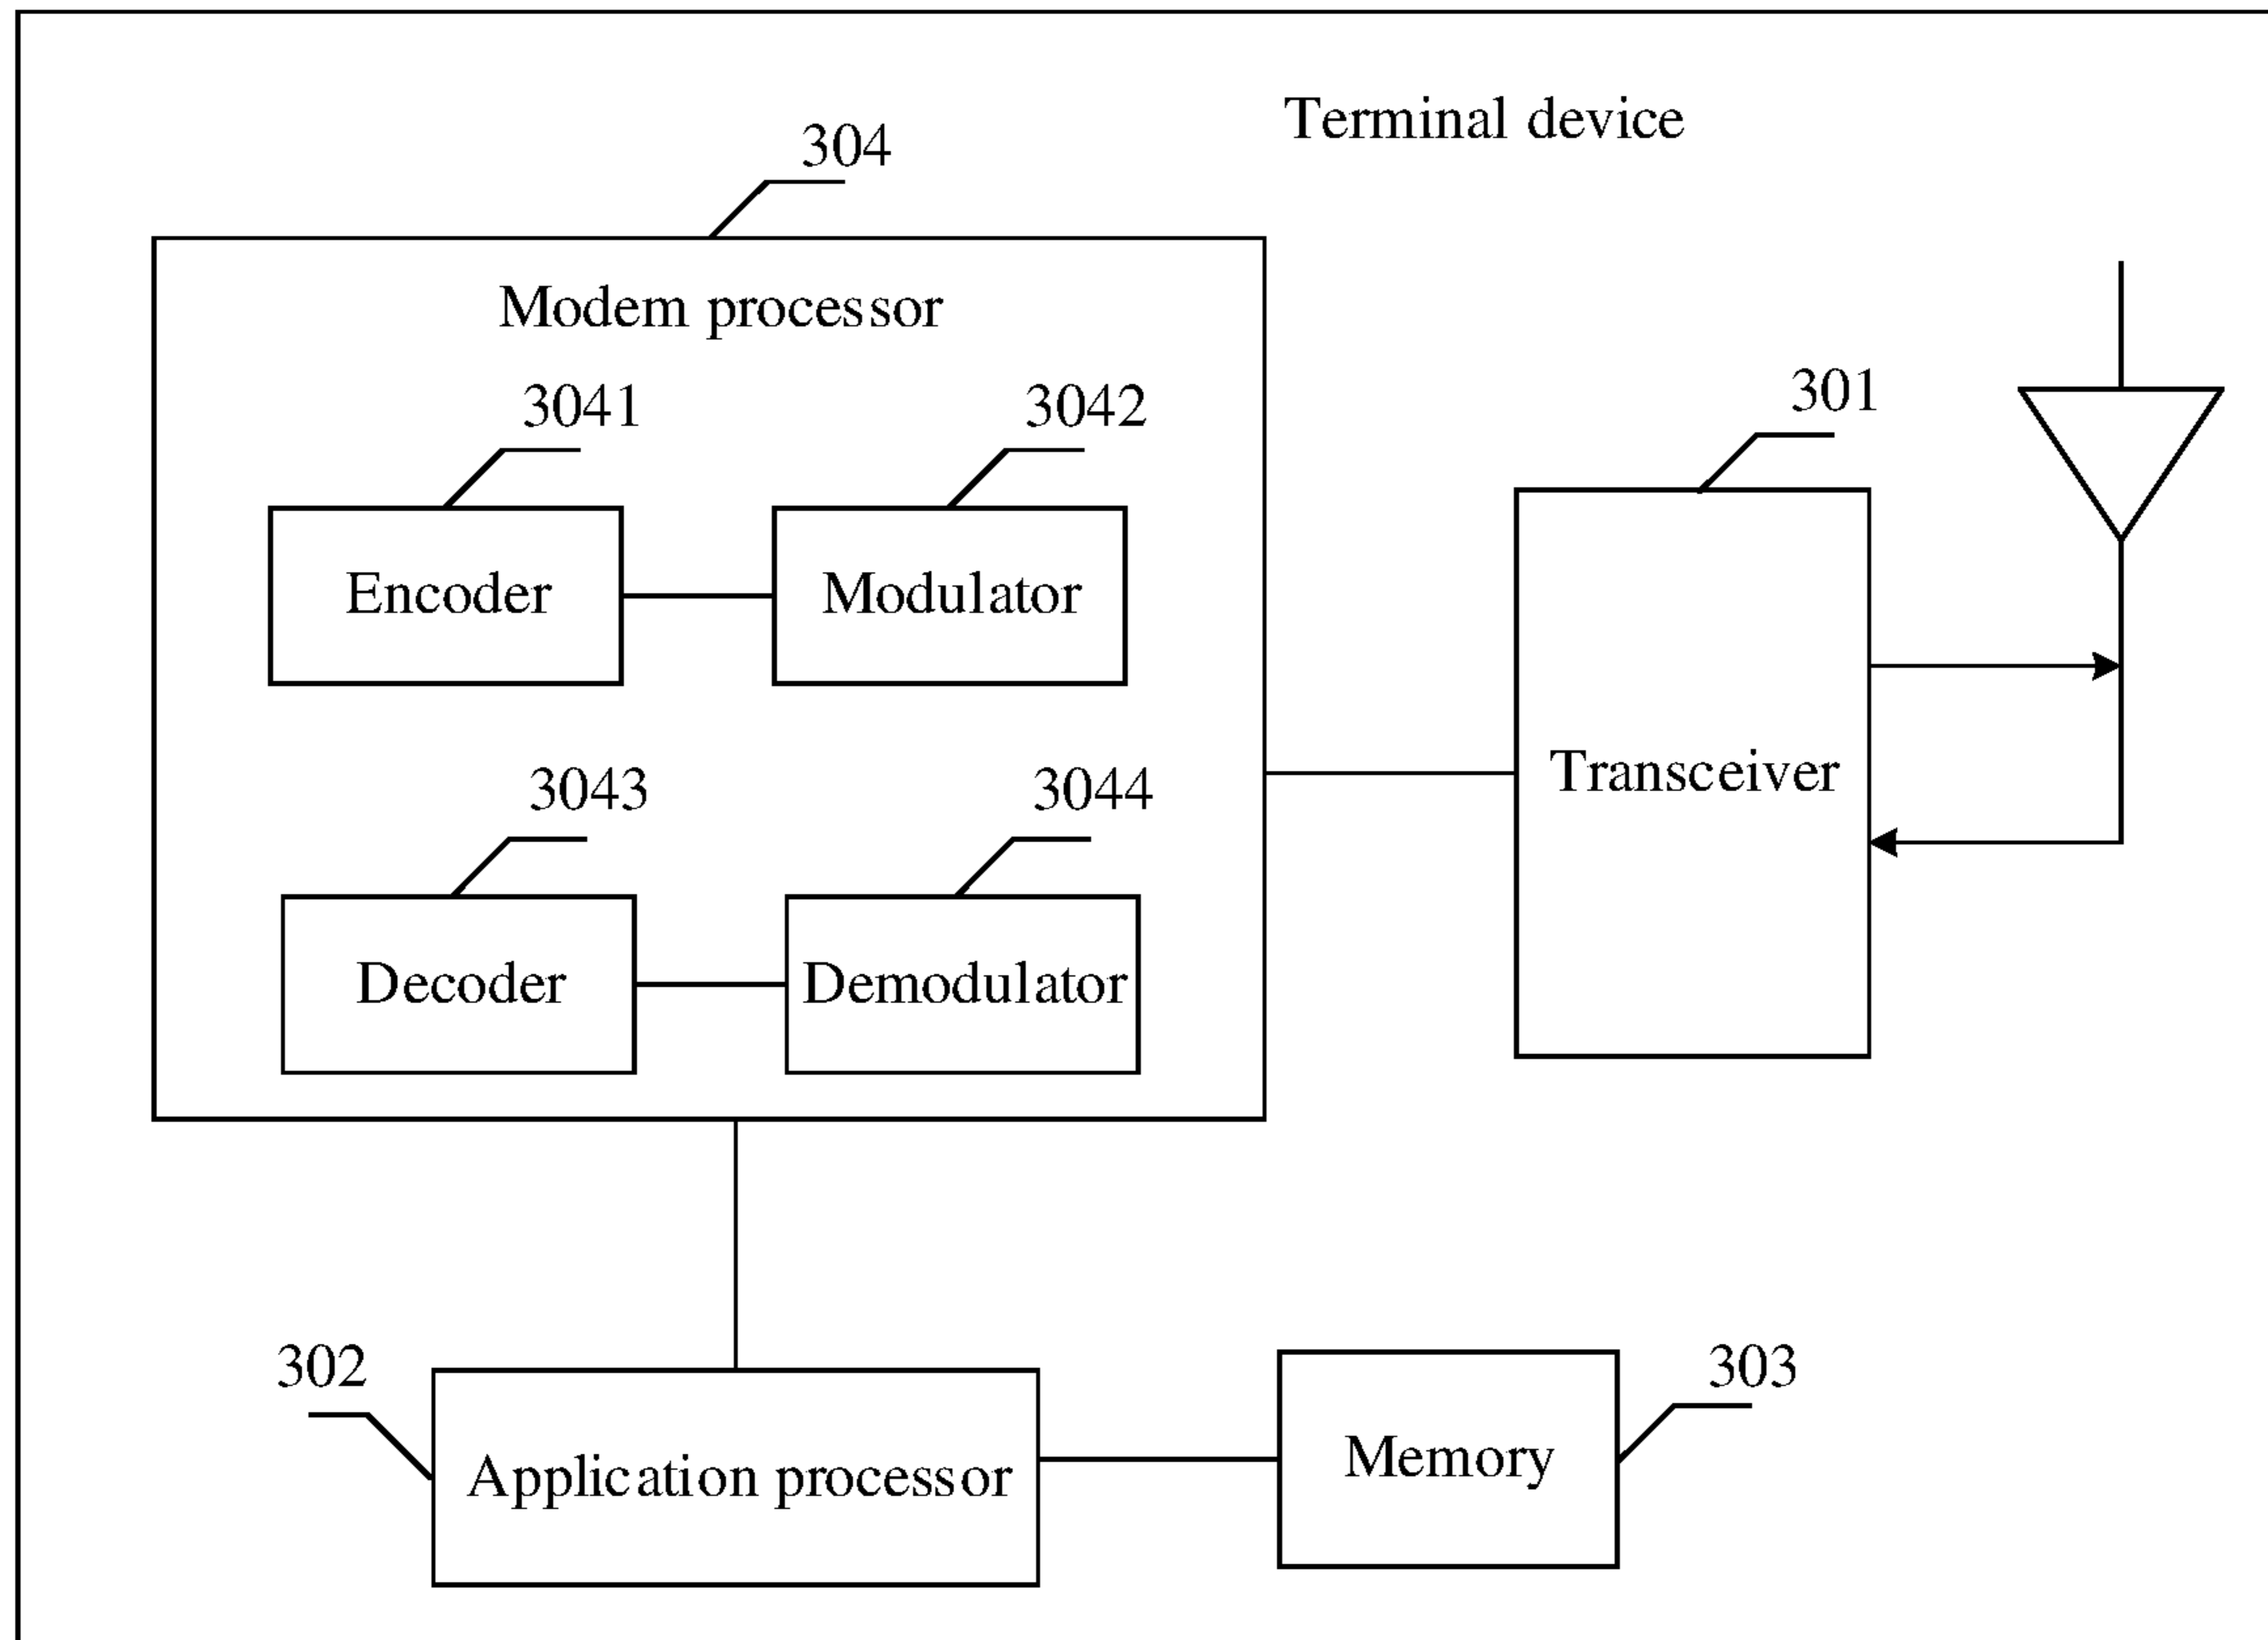 Terminal device
304
Modem processor
3041
3042
301
Encoder
Modulator
Transceiver
3043
3044
Decoder
Demodulator
302
303
Application processor
Memory